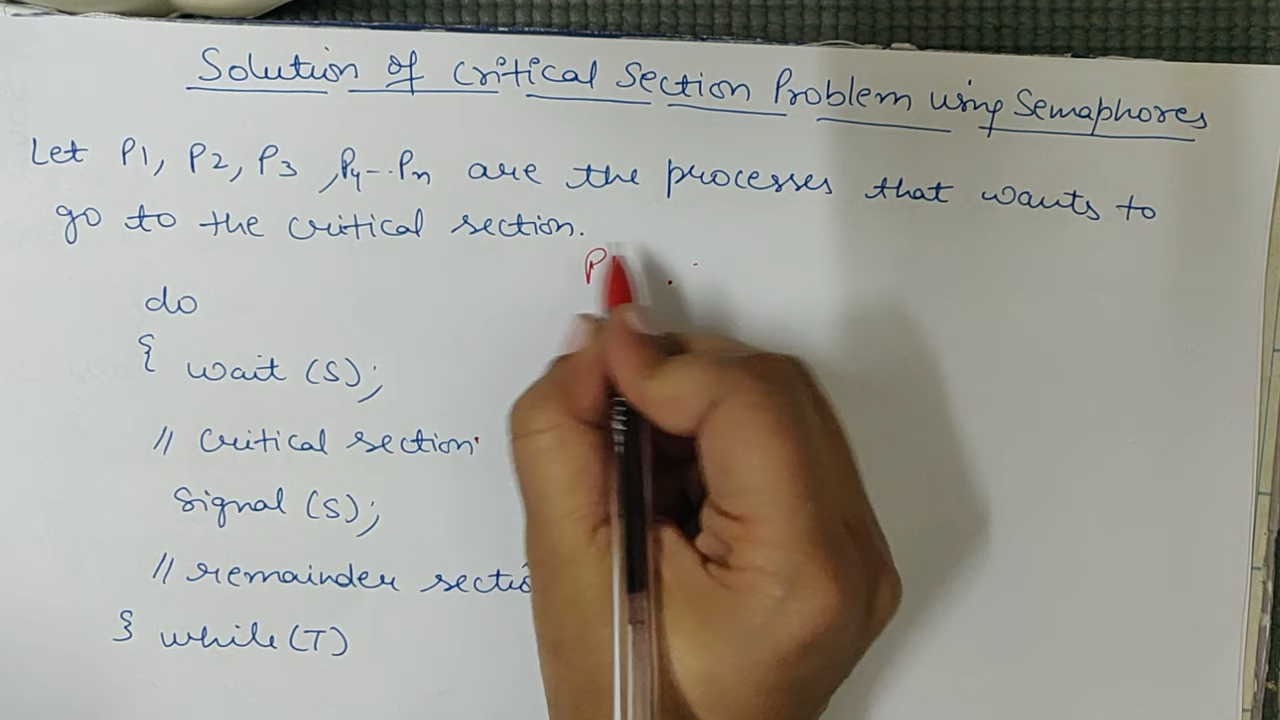 Solution of Critical Section Problem using Semaphores
Let P1, P2, P3 ,P4-..Pn are the processes that wants to
go to the critical section.
P
do
{ wait (S);
// Critical section
Signal (S);
// remainder
} while(T)